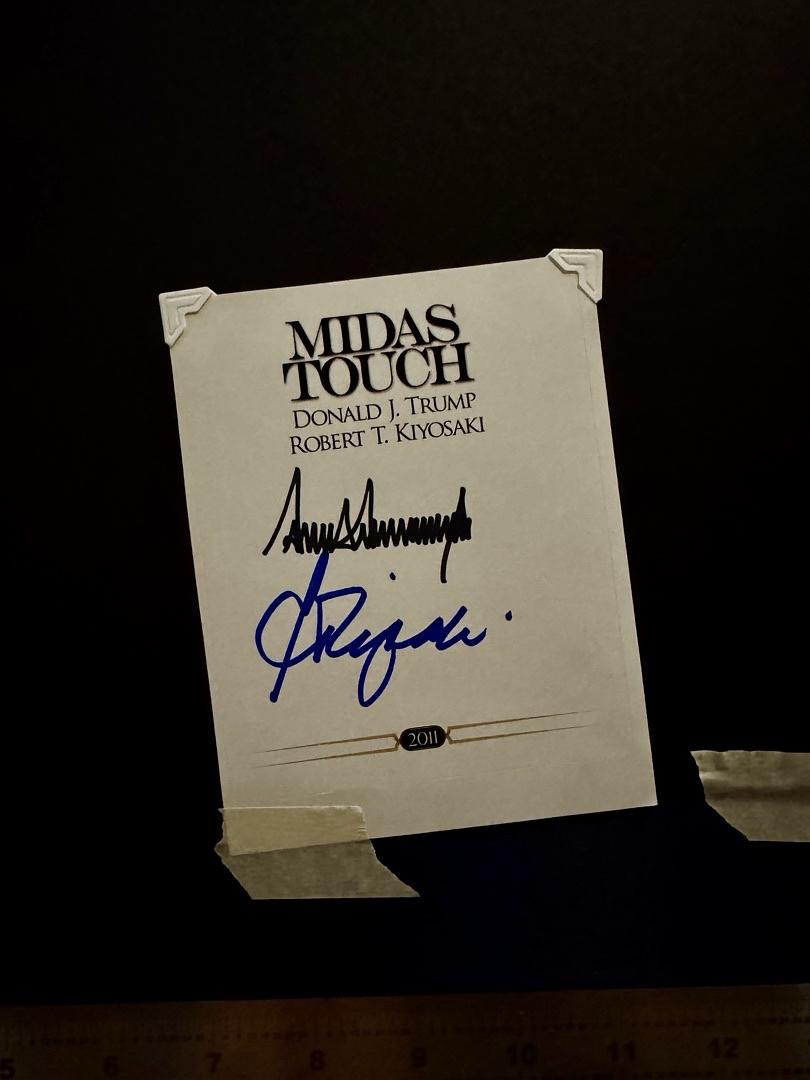 MIDAS
TOUCH
DONALD J. TRUMP
ROBERT T. KIYOSAKI
2011
5 6 7 8 9 10 11 12